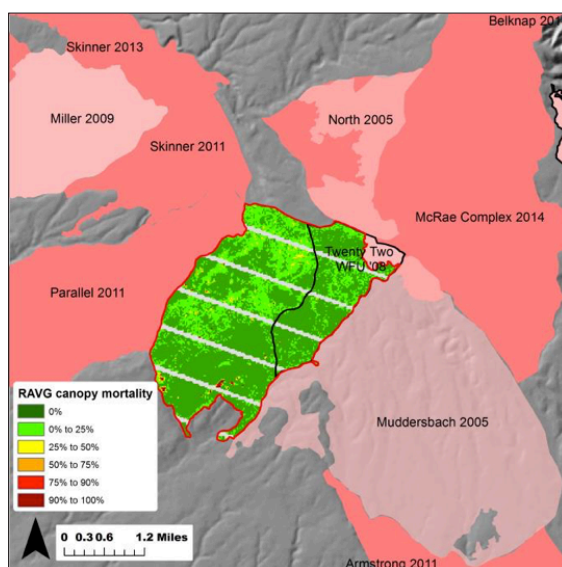 Belknap 201
Skinner 2013
Miller 2009
North 2005
Skinner 2011
McRae Complex 2014
Twenty Two
WFU '08
Parallel 2011
RAVG canopy mortality
0%
0% to 25%
25% to 50%
50% to 75%
75% to 90%
90% to 100%
Muddersbach 2005
0 0.3 0.6 1.2 Miles
Armstrong 2011